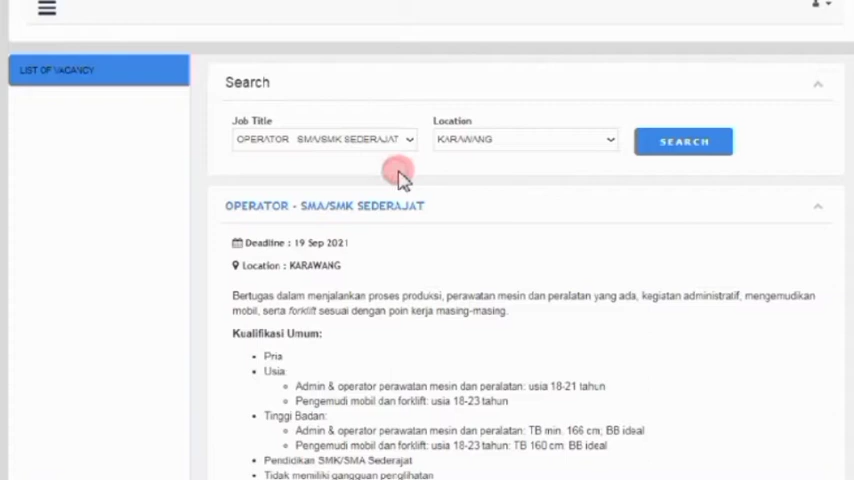 LIST OF VACANCY
Search
Job Title
Location
OPERATOR - SMA/SMK SEDERAJAT
KARAWANG
SEARCH
OPERATOR - SMA/SMK SEDERAJAT
Deadline : 19 Sep 2021
Location : KARAWANG
Bertugas dalam menjalankan proses produksi, perawatan mesin dan peralatan yang ada, kegiatan administratif, mengemudikan
mobil, serta forklift sesuai dengan poin kerja masing-masing.
Kualifikasi Umum:
Pria
Usia
Admin & operator perawatan mesin dan peralatan: usia 18-21 tahun
Pengemudi mobil dan forklift: usia 18-23 tahun
Tinggi Badan:
Admin & operator perawatan mesin dan peralatan: TB min. 166 cm; BB ideal
Pengemudi mobil dan forklift: usia 18-23 tahun: TB 160 cm: BB ideal
Pendidikan SMK/SMA Sederajat
Tidak memiliki gangguan penglihatan